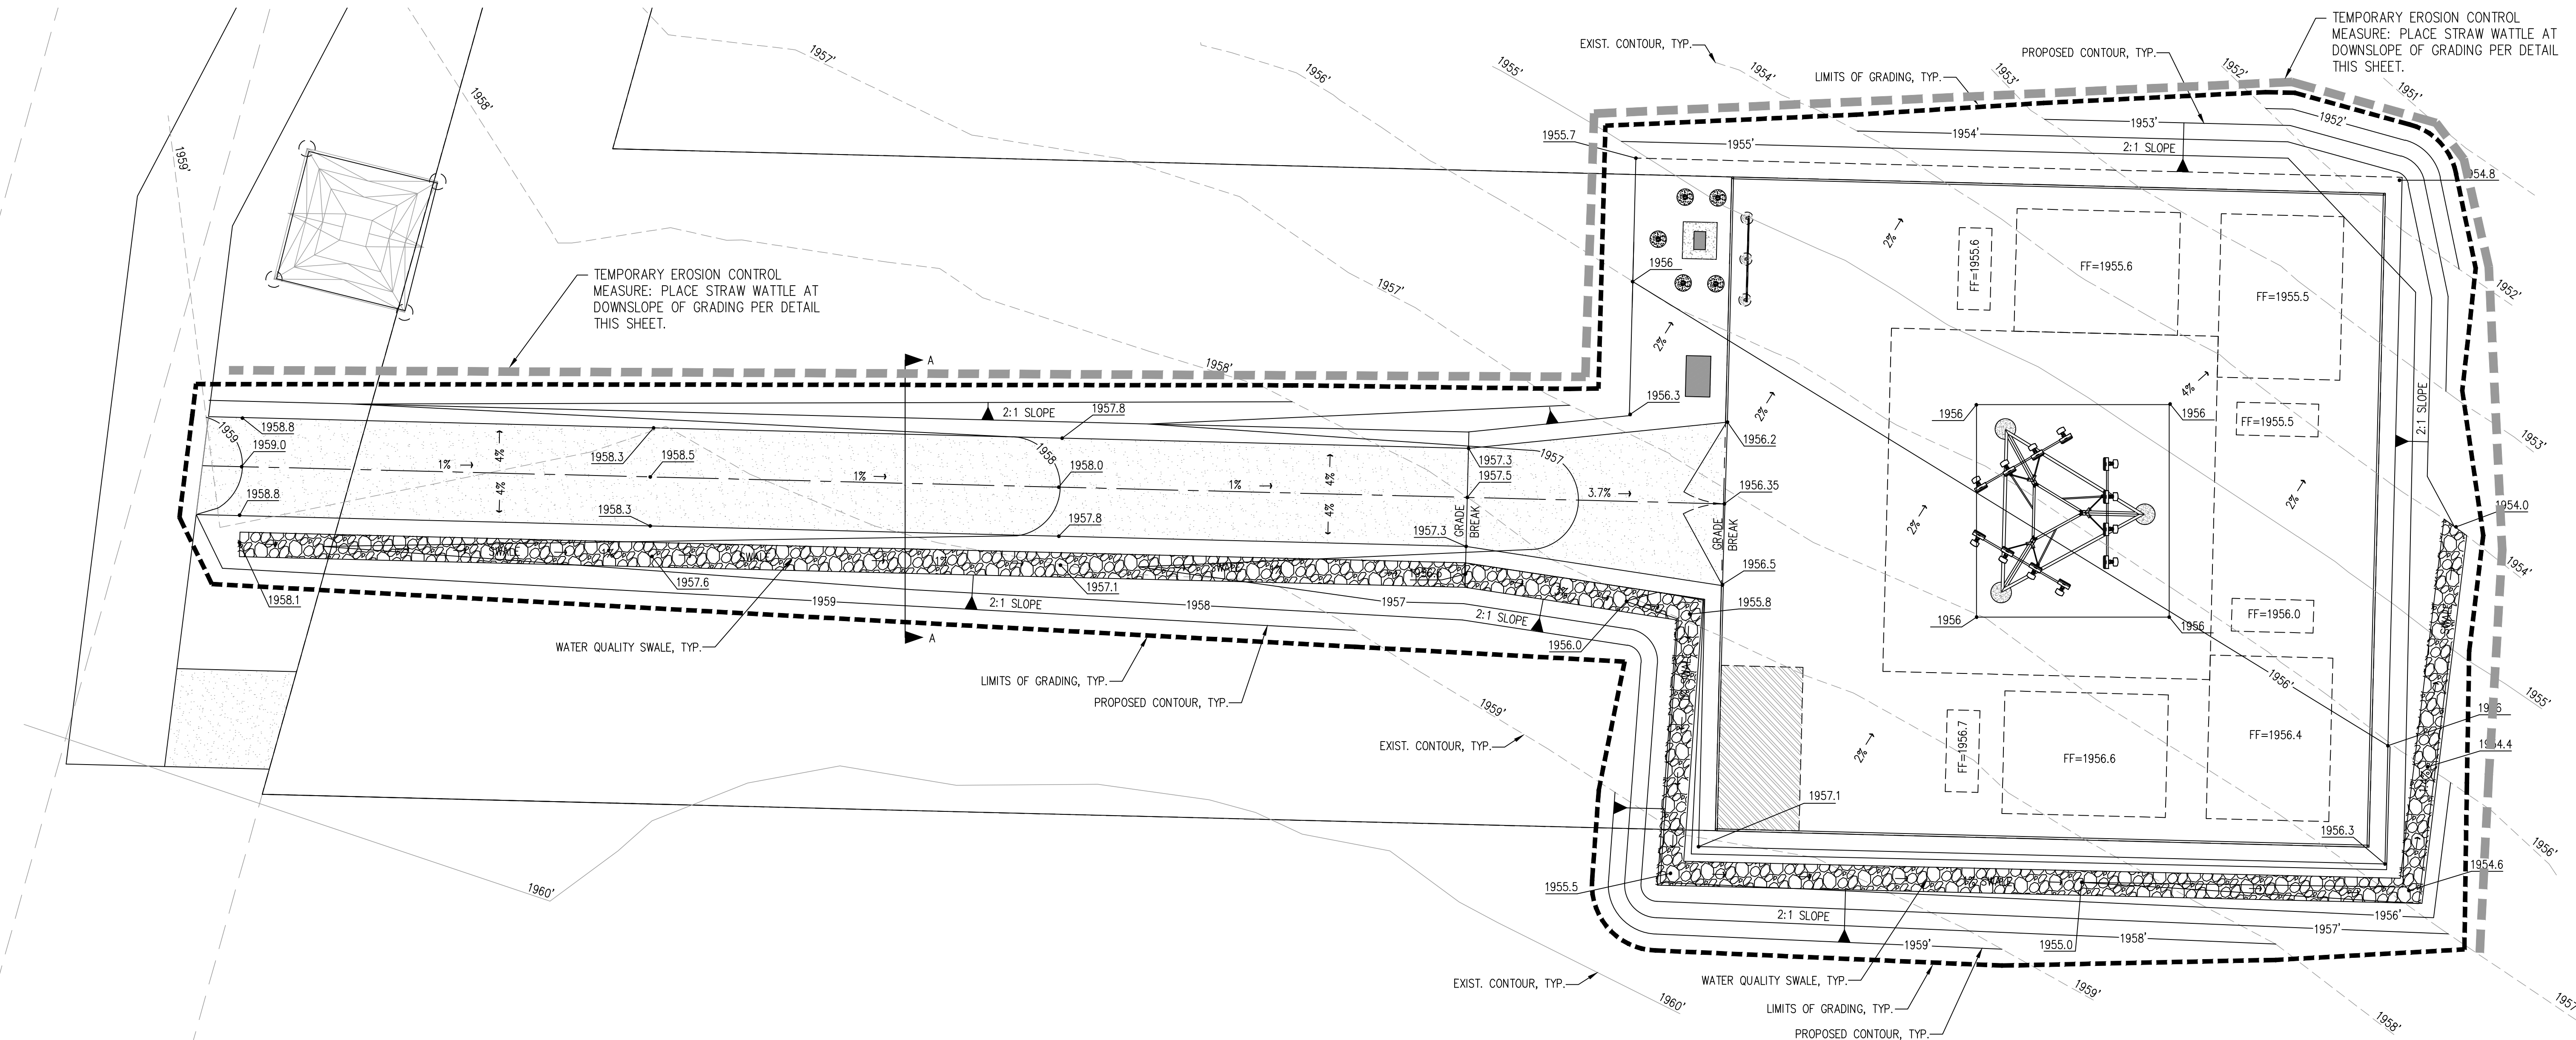 TEMPORARY EROSION CONTROL
MEASURE: PLACE STRAW WATTLE AT
DOWNSLOPE OF GRADING PER DETAIL
THIS SHEET.
EXIST. CONTOUR, TYP.
PROPOSED CONTOUR, TYP.
LIMITS OF GRADING, TYP.
1957'
1956'
1955'
1954'
1953'
1952'
1951'
1958'
1959'
1955.7
1955'
1954'
1953'
1952'
2:1 SLOPE
1954.8
TEMPORARY EROSION CONTROL
MEASURE: PLACE STRAW WATTLE AT
DOWNSLOPE OF GRADING PER DETAIL
THIS SHEET.
1956
2%
FF=1955.6
FF=1955.6
FF=1955.5
1957'
1952'
2%
1958'
A
4%
2%
1956.3
2:1 SLOPE
1957.8
1959
1958.8
1959.0
1958.8
4%
4%
1%
1958.3
1958.5
1958.3
1%
1958
1958.0
1957.8
1%
4%
4%
1957.3
1957.5
1957.3
GRADE
BREAK
1957
3.7%
1956.2
1956.35
1956.5
GRADE
BREAK
1956
1956
1956
1956
FF=1955.5
2:1 SLOPE
1953'
2%
2%
1954.0
1954'
SWALE
SWALE
SWALE
1958.1
1957.6
1957.1
1959
1958
1957
2:1 SLOPE
2:1 SLOPE
1955.8
1956.0
A
WATER QUALITY SWALE, TYP.
LIMITS OF GRADING, TYP.
PROPOSED CONTOUR, TYP.
1959'
EXIST. CONTOUR, TYP.
SWALE
FF=1956.0
SWALE
1956'
1955'
FF=1956.7
FF=1956.6
FF=1956.4
2%
1957.1
1956.3
1956'
1960'
1955.5
SWALE
1954.6
2:1 SLOPE
1956'
1957'
1958'
1959'
1955.0
EXIST. CONTOUR, TYP.
WATER QUALITY SWALE, TYP.
LIMITS OF GRADING, TYP.
PROPOSED CONTOUR, TYP.
1960'
1959'
1958'
1957